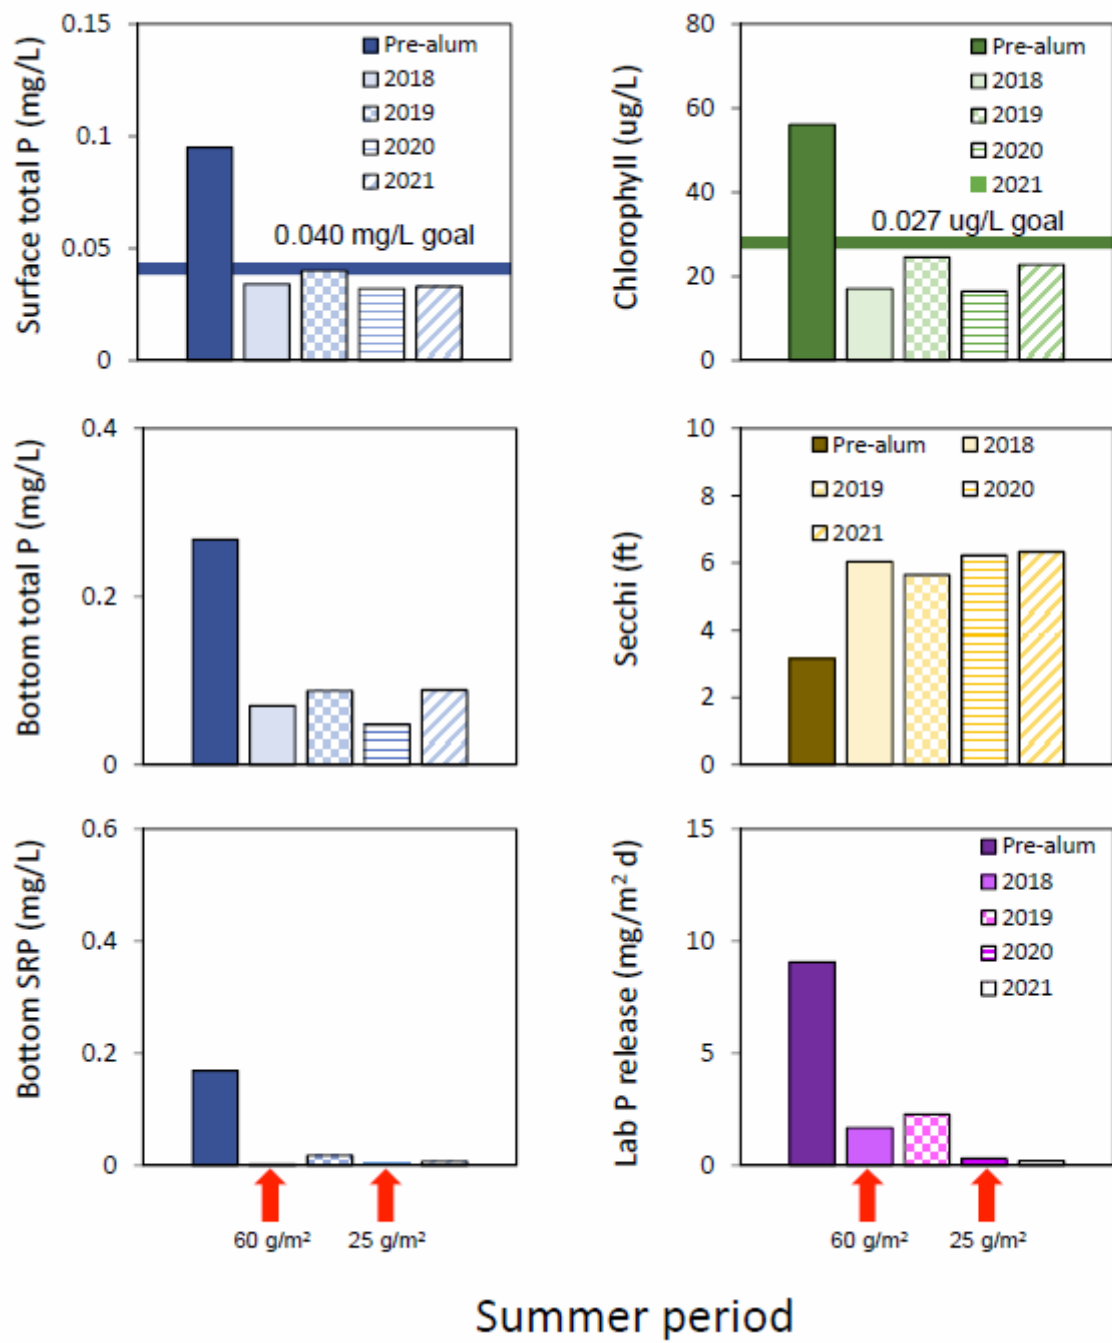 Surface total P (mg/L)
0.15
0.1
0.05
0
Pre-alum
2018
2019
2020
2021
0.040 mg/L goal
Chlorophyll (ug/L)
80
60
40
20
0
Pre-alum
2018
2019
2020
2021
0.027 ug/L goal
Bottom total P (mg/L)
0.4
0.2
0
Secchi (ft)
10
8
6
4
2
0
Pre-alum 2018
2019 2020
2021
Bottom SRP (mg/L)
0.6
0.4
0.2
0
60 g/m² 25 g/m²
Lab P release (mg/m² d)
15
10
5
0
Pre-alum
2018
2019
2020
2021
60 g/m² 25 g/m²
Summer period